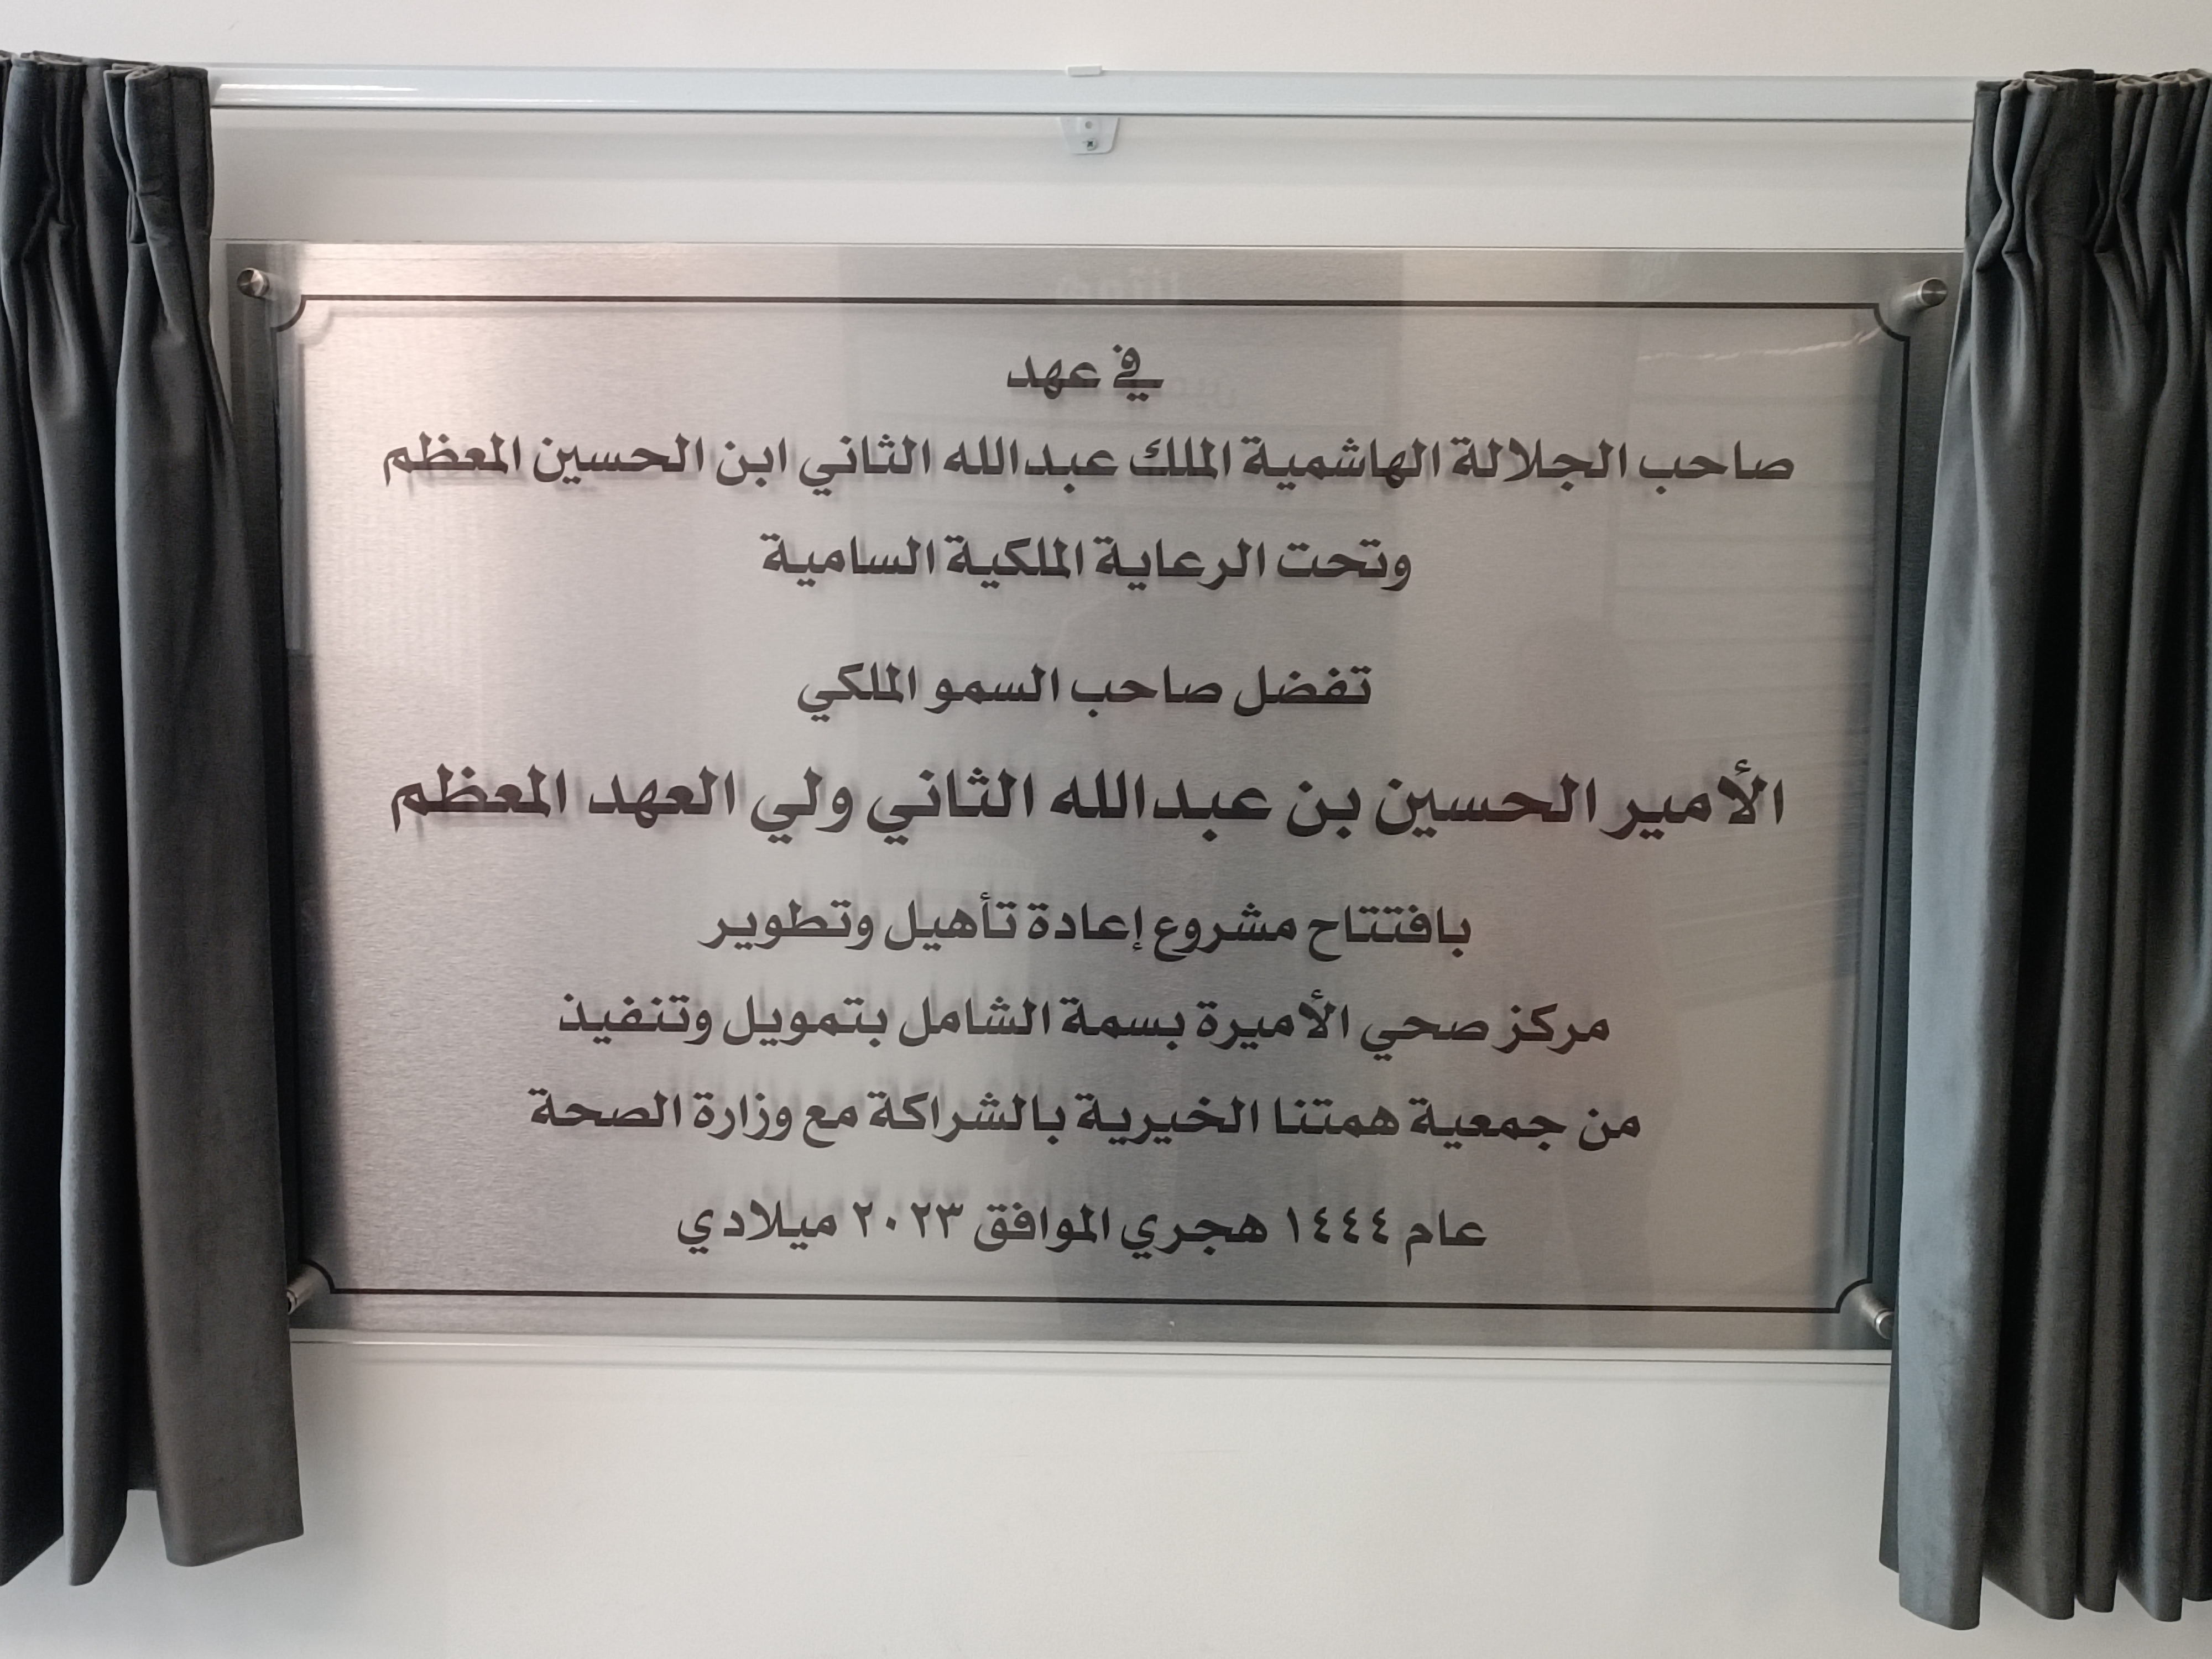 في عهد
صاحب الجلالة الهاشمية الملك عبدالله الثاني ابن الحسين المعظم
وتحت الرعاية الملكية السامية
تفضل صاحب السمو الملكي
الأمير الحسين بن عبدالله الثاني ولي العهد المعظم
بافتتاح مشروع إعادة تأهيل وتطوير
مركز صحي الأميرة بسمة الشامل بتمويل وتنفيذ
من جمعية همتنا الخيرية بالشراكة مع وزارة الصحة
عام ١٤٤٤ هجري الموافق ٢٠٢٣ ميلادي